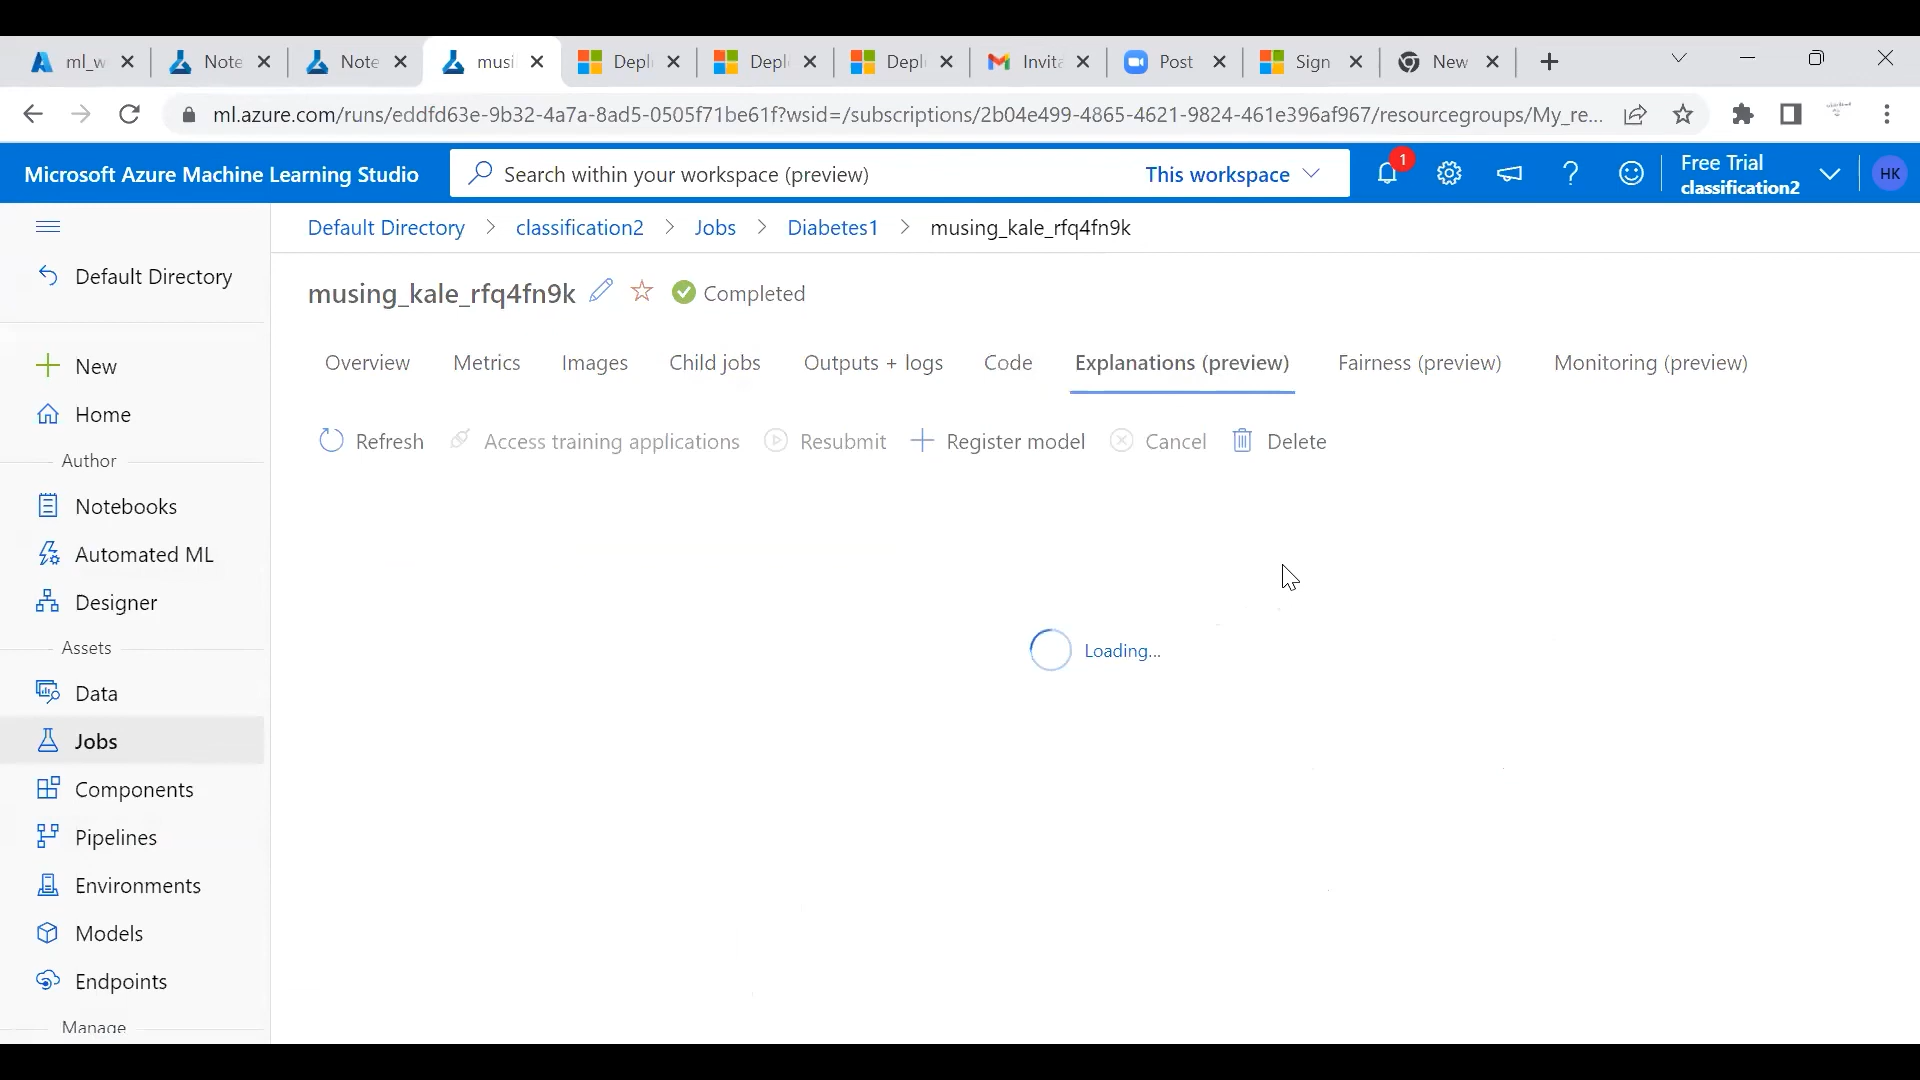 ml_w
Note
Note
musi
Depl
Depl
Depl
Invita
Post
Sign
New
ml.azure.com/runs/eddfd63e-9b32-4a7a-8ad5-0505f71be61f?wsid=/subscriptions/2b04e499-4865-4621-9824-461e396af967/resourcegroups/My_re...
Microsoft Azure Machine Learning Studio
Search within your workspace (preview)
This workspace
1
Free Trial
classification2
HK
Default Directory > classification2 > Jobs > Diabetes1 > musing_kale_rfq4fn9k
Default Directory
musing_kale_rfq4fn9k
Completed
Overview
Metrics
Images
Child jobs
Outputs + logs
Code
Explanations (preview)
Fairness (preview)
Monitoring (preview)
Refresh
Access training applications
Resubmit
Register model
Cancel
Delete
New
Home
Author
Notebooks
Automated ML
Designer
Assets
Data
Jobs
Components
Pipelines
Environments
Models
Endpoints
Manage
Loading...